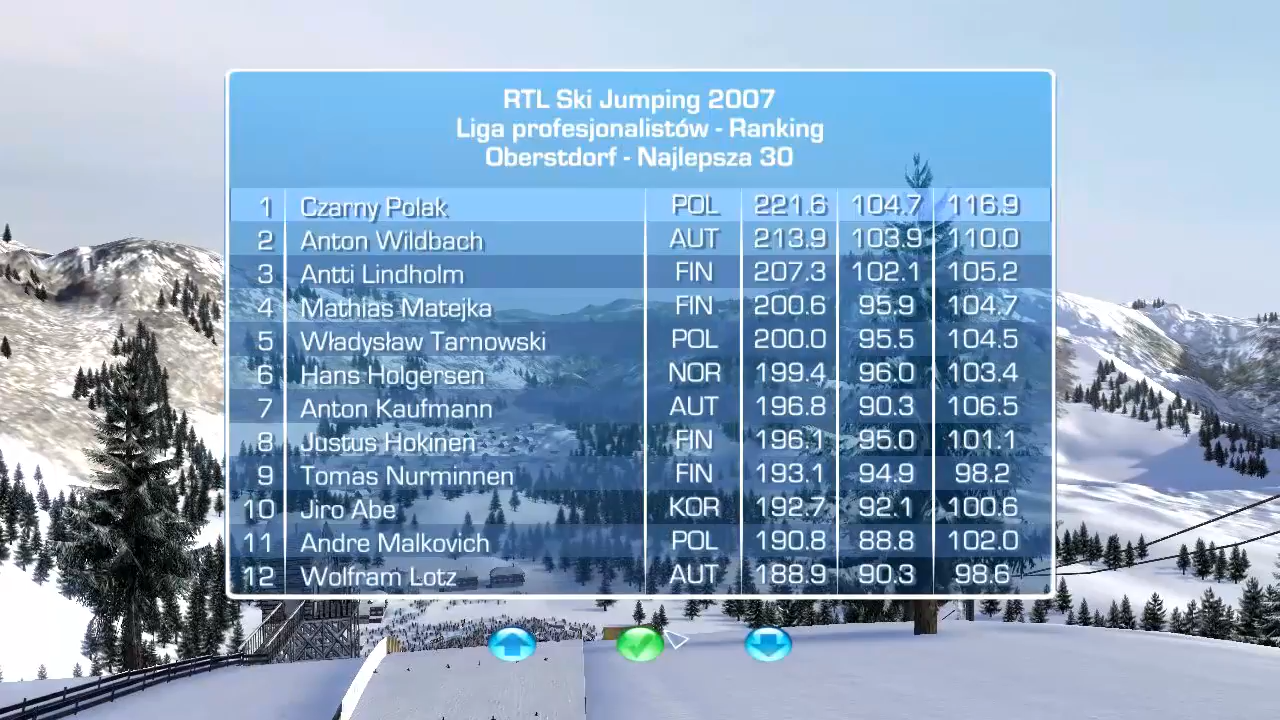 RTL Ski Jumping 2007
Liga profesjonalistów - Ranking
Oberstdorf - Najlepsza 30
1 Czarny Polak POL 221.6 104.7 116.9
2 Anton Wildbach AUT 213.9 103.9 110.0
3 Antti Lindholm FIN 207.3 102.1 105.2
4 Mathias Matejka FIN 200.6 95.9 104.7
5 Władysław Tarnowski POL 200.0 95.5 104.5
6 Hans Holgersen NOR 199.4 96.0 103.4
7 Anton Kaufmann AUT 196.8 90.3 106.5
8 Justus Hokinen FIN 196.1 95.0 101.1
9 Tomas Nurminnen FIN 193.1 94.9 98.2
10 Jiro Abe KOR 192.7 92.1 100.6
11 Andre Malkovich POL 190.8 88.8 102.0
12 Wolfram Lotz AUT 188.9 90.3 98.6